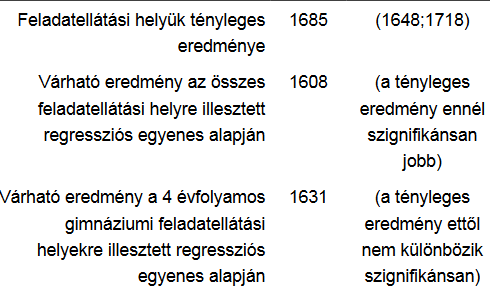 Feladatellátási helyük tényleges 1685 (1648;1718)
eredménye
Várható eredmény az összes 1608 (a tényleges
feladatellátási helyre illesztett eredmény ennél
regressziós egyenes alapján szignifikánsan
jobb)
Várható eredmény a 4 évfolyamos 1631 (a tényleges
gimnáziumi feladatellátási eredmény ettől
helyekre illesztett regressziós nem különbözik
egyenes alapján szignifikánsan)